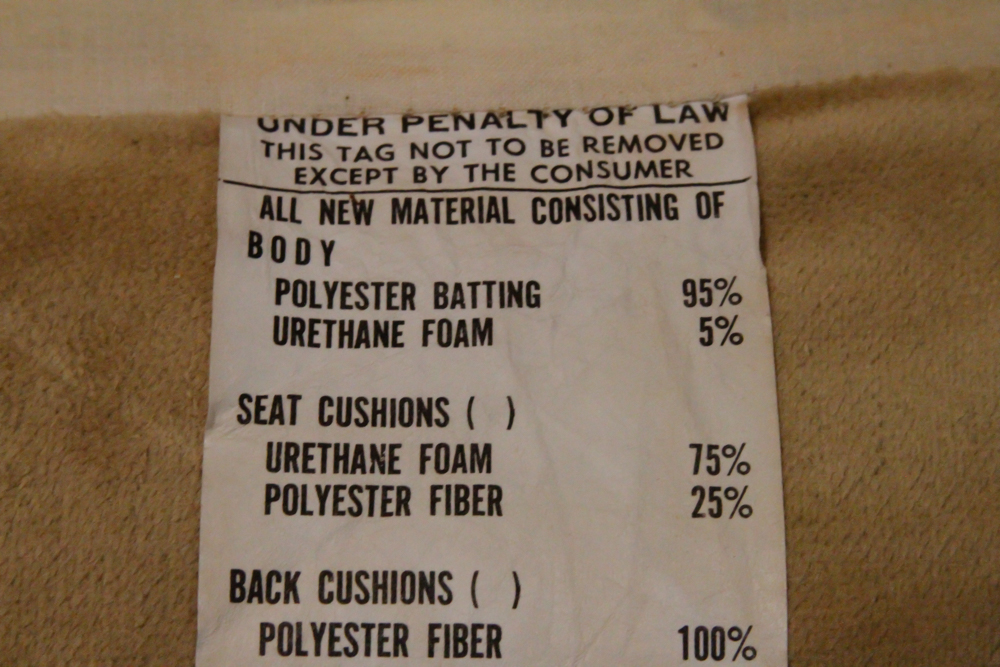 UNDER PENALTY OF LAW
THIS TAG NOT TO BE REMOVED
EXCEPT BY THE CONSUMER
ALL NEW MATERIAL CONSISTING OF
BODY
POLYESTER BATTING 95%
URETHANE FOAM 5%
SEAT CUSHIONS ( )
URETHANE FOAM 75%
POLYESTER FIBER 25%
BACK CUSHIONS ( )
POLYESTER FIBER 100%